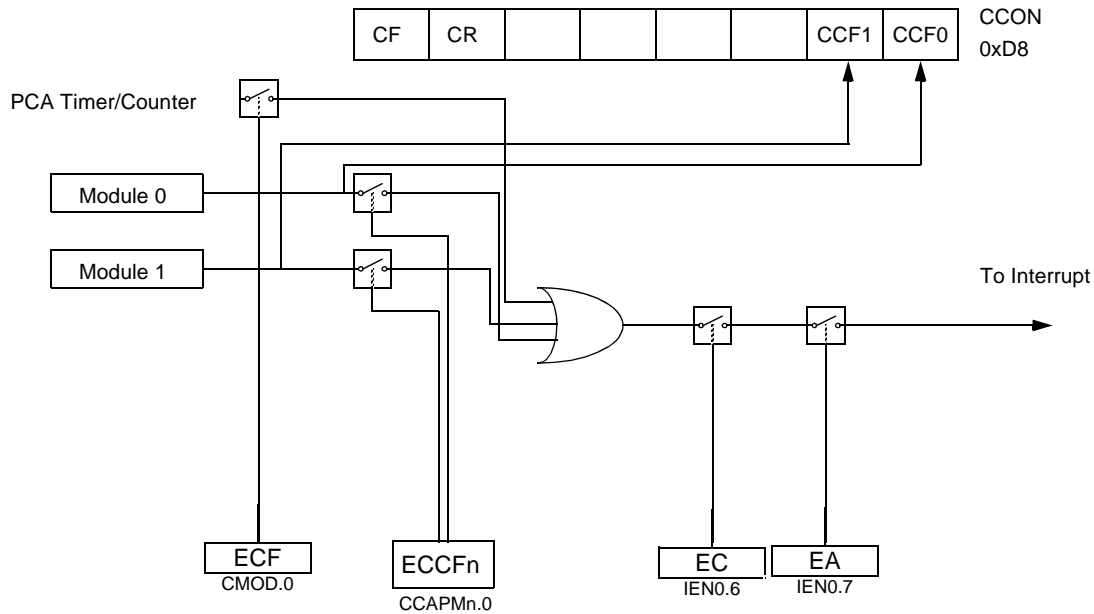 CF CR CCF1 CCF0
CCON
0xD8
PCA Timer/Counter
Module 0
Module 1
To Interrupt
ECF
CMOD.0
ECCFn
CCAPMn.0
EC
IEN0.6
EA
IEN0.7